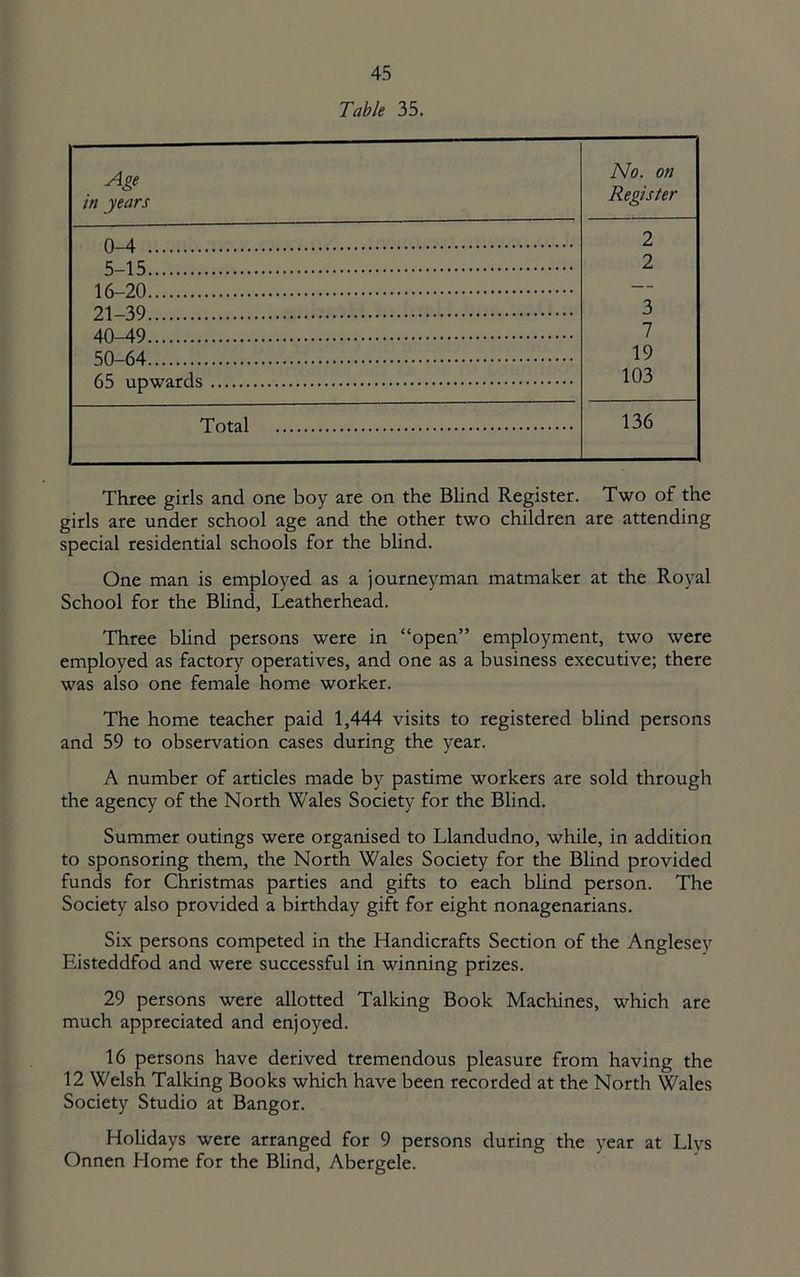 45
Table 35.
Age
in years
No. on
Register
0–4 .......... 2
5–15.......... 2
16–20.......... —
21–39.......... 3
40–49.......... 7
50–64.......... 19
65 upwards .......... 103
Total .......... 136
Three girls and one boy are on the Blind Register. Two of the
girls are under school age and the other two children are attending
special residential schools for the blind.
One man is employed as a journeyman matmaker at the Royal
School for the Blind, Leatherhead.
Three blind persons were in “open” employment, two were
employed as factory operatives, and one as a business executive; there
was also one female home worker.
The home teacher paid 1,444 visits to registered blind persons
and 59 to observation cases during the year.
A number of articles made by pastime workers are sold through
the agency of the North Wales Society for the Blind.
Summer outings were organised to Llandudno, while, in addition
to sponsoring them, the North Wales Society for the Blind provided
funds for Christmas parties and gifts to each blind person. The
Society also provided a birthday gift for eight nonagenarians.
Six persons competed in the Handicrafts Section of the Anglesey
Eisteddfod and were successful in winning prizes.
29 persons were allotted Talking Book Machines, which are
much appreciated and enjoyed.
16 persons have derived tremendous pleasure from having the
12 Welsh Talking Books which have been recorded at the North Wales
Society Studio at Bangor.
Holidays were arranged for 9 persons during the year at Llys
Onnen Home for the Blind, Abergele.